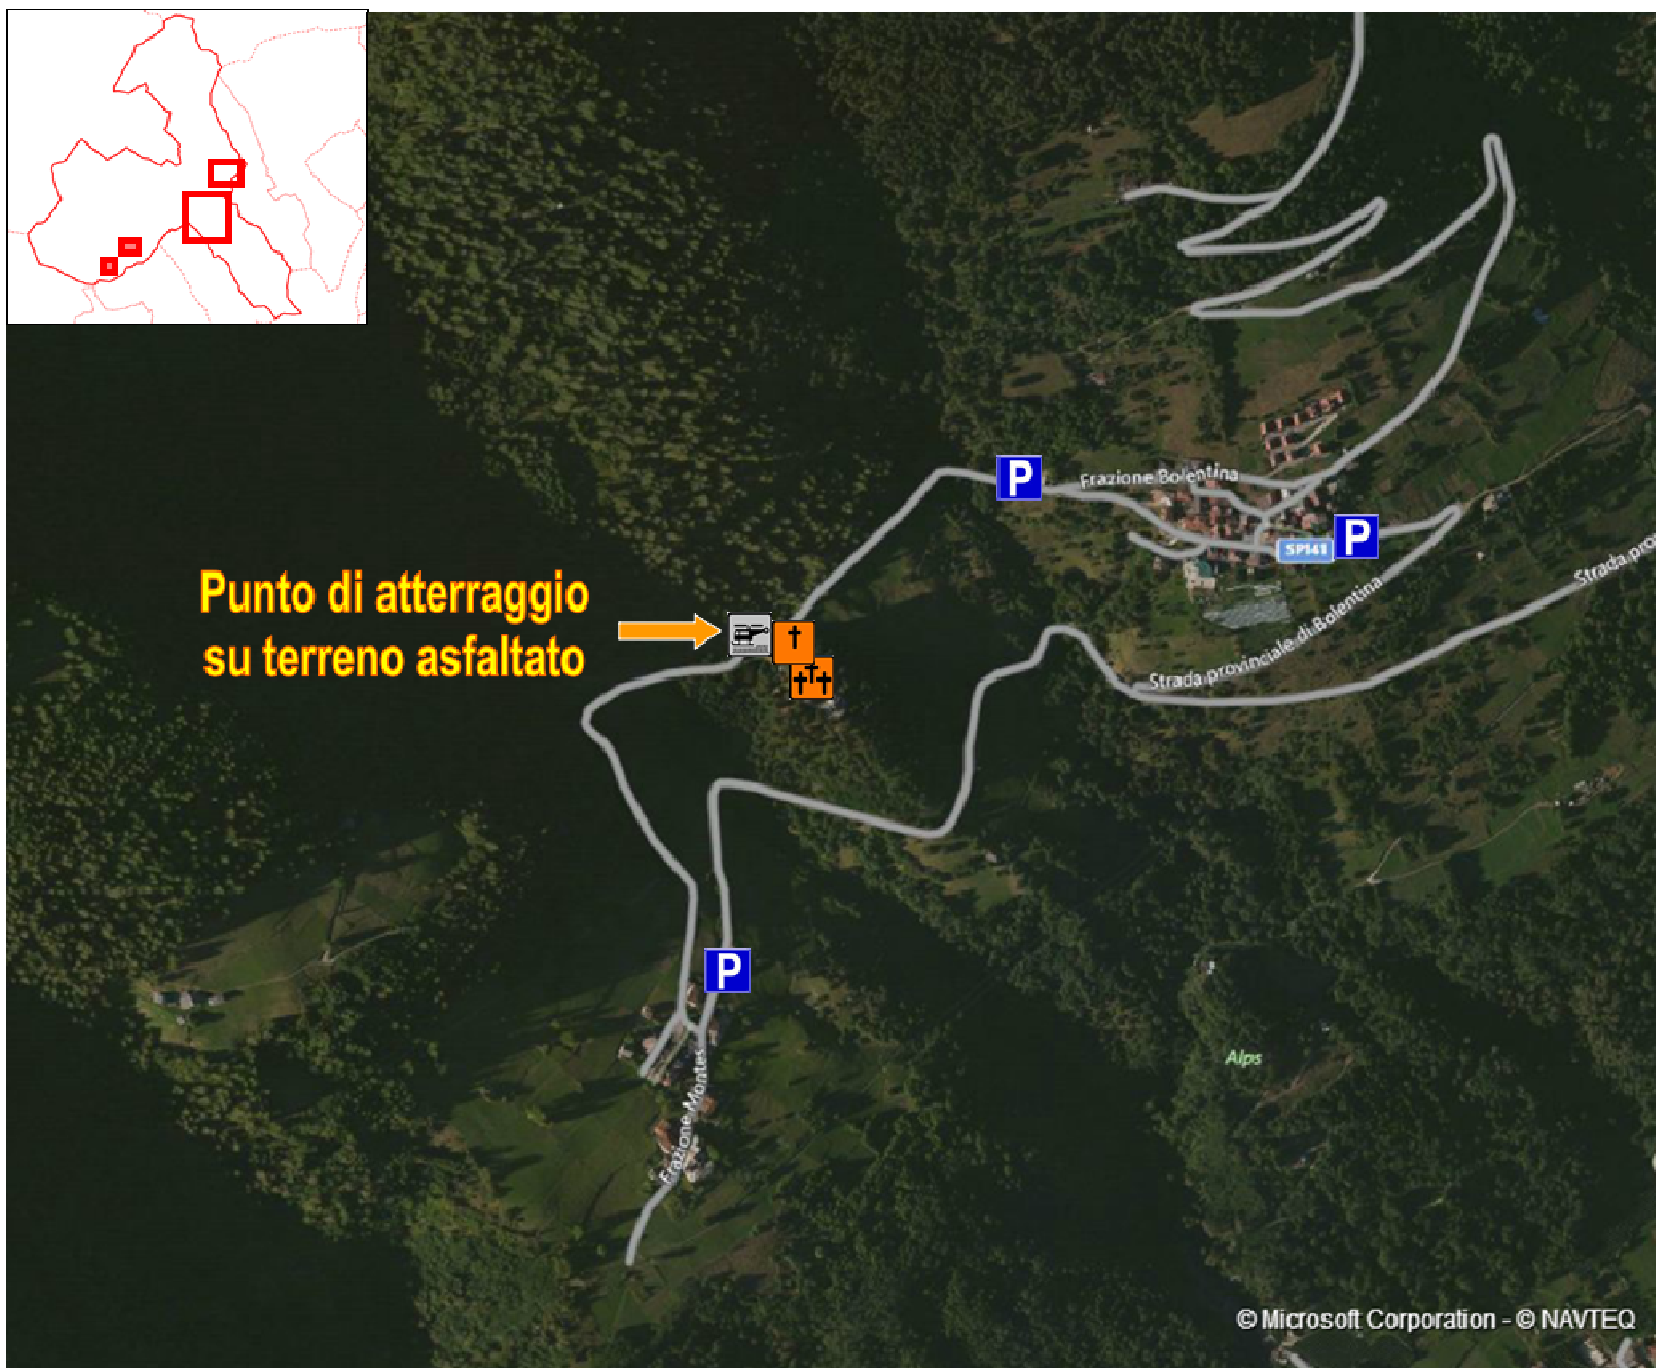 P
Frazione Bolentina
P
SP141
Strada pro
Punto di atterraggio
su terreno asfaltato
Strada provinciale di Bolentina
P
Frazione Montes
Alps
© Microsoft Corporation - © NAVTEQ